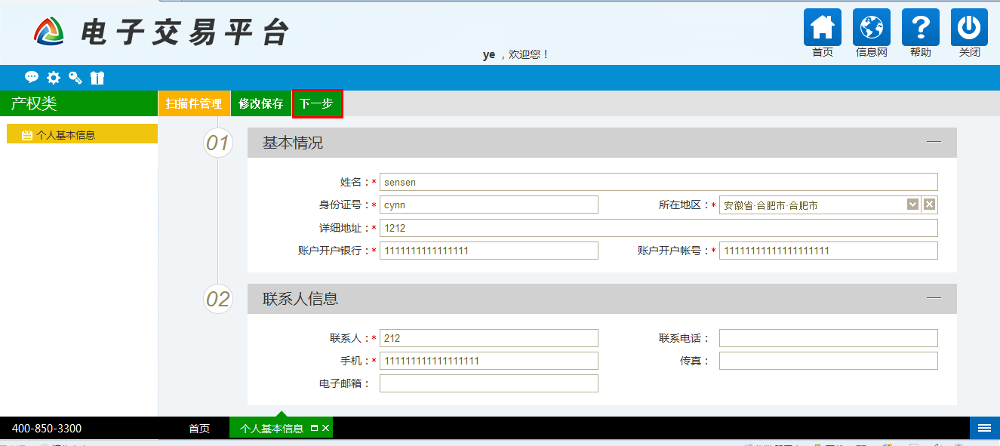 电子交易平台
ye ，欢迎您！
首页 信息网 帮助 关闭
产权类
扫描件管理 修改保存 下一步
个人基本信息
01 基本情况
姓名：* sensen
身份证号：* cynn 所在地区：* 安徽省·合肥市·合肥市
详细地址：* 1212
账户开户银行：* 1111111111111111 账户开户帐号：* 11111111111111111111
02 联系人信息
联系人：* 212 联系电话：
手机：* 111111111111111111 传真：
电子邮箱：
400-850-3300 首页 个人基本信息